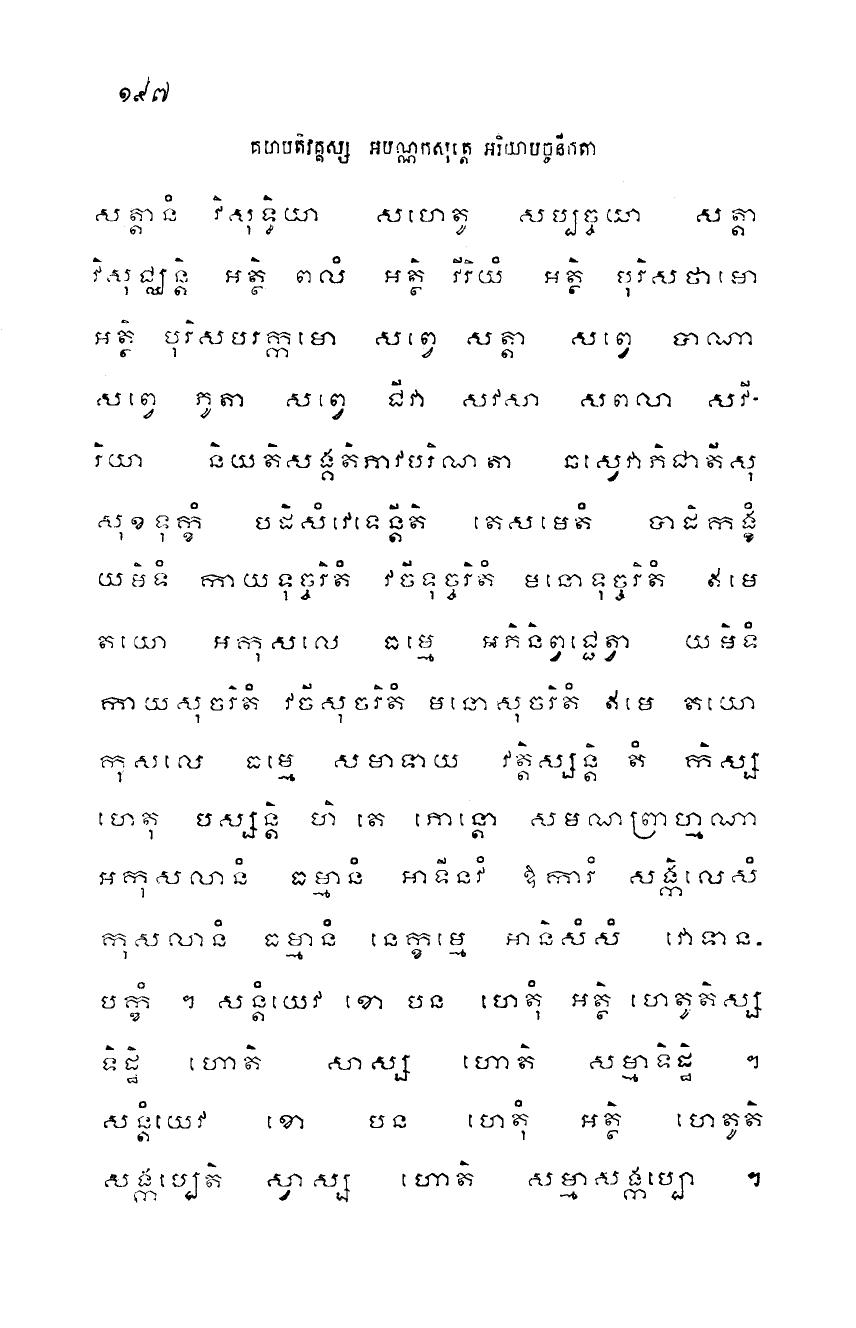 ១៩៧
គហបតិវគ្គស្ស អបណ្ណកសុត្តេ អរិយាបច្ចនីកតា
សត្តានំ វិសុទ្ធិយា សហេតូ សប្បច្ចយា សត្តា
វិសុជ្ឈន្តិ អត្ថិ ពលំ អត្ថិ វីរិយំ អត្ថិ បុរិសថាមោ
អត្ថិ បុរិសបរក្កមោ សព្វេ សត្តា សព្វេ បាណា
សព្វេ ភូតា សព្វេ ជីវា សវសា សពលា សវី-
រិយា និយតិសង្គតិភាវបរិណតា ឆស្វេវាភិជាតីសុ
សុខទុក្ខំ បដិសំវេទេន្តីតិ តេសមេតំ បាដិកង្ខំ
យមិទំ កាយទុច្ចរិតំ វចីទុច្ចរិតំ មនោទុច្ចរិតំ ឥមេ
តយោ អកុសលេ ធម្មេ អភិនិព្វជ្ជេត្វា យមិទំ
កាយសុចរិតំ វចីសុចរិតំ មនោសុចរិតំ ឥមេ តយោ
កុសលេ ធម្មេ សមាទាយ វត្តិស្សន្តិ តំ កិស្ស
ហេតុ បស្សន្តិ ហិ តេ ភោន្តោ សមណព្រាហ្មណា
អកុសលានំ ធម្មានំ អាទីនវំ ឱការំ សង្កិលេសំ
កុសលានំ ធម្មានំ នេក្ខម្មេ អានិសំសំ វោទាន.
បក្ខំ ។ សន្តំយេវ ខោ បន ហេតុំ អត្ថិ ហេតូតិស្ស
ទិដ្ឋិ ហោតិ សាស្ស ហោតិ សម្មាទិដ្ឋិ ។
សន្តំយេវ ខោ បន ហេតុំ អត្ថិ ហេតូតិ
សង្កប្បេតិ ស្វាស្ស ហោតិ សម្មាសង្កប្បោ ។